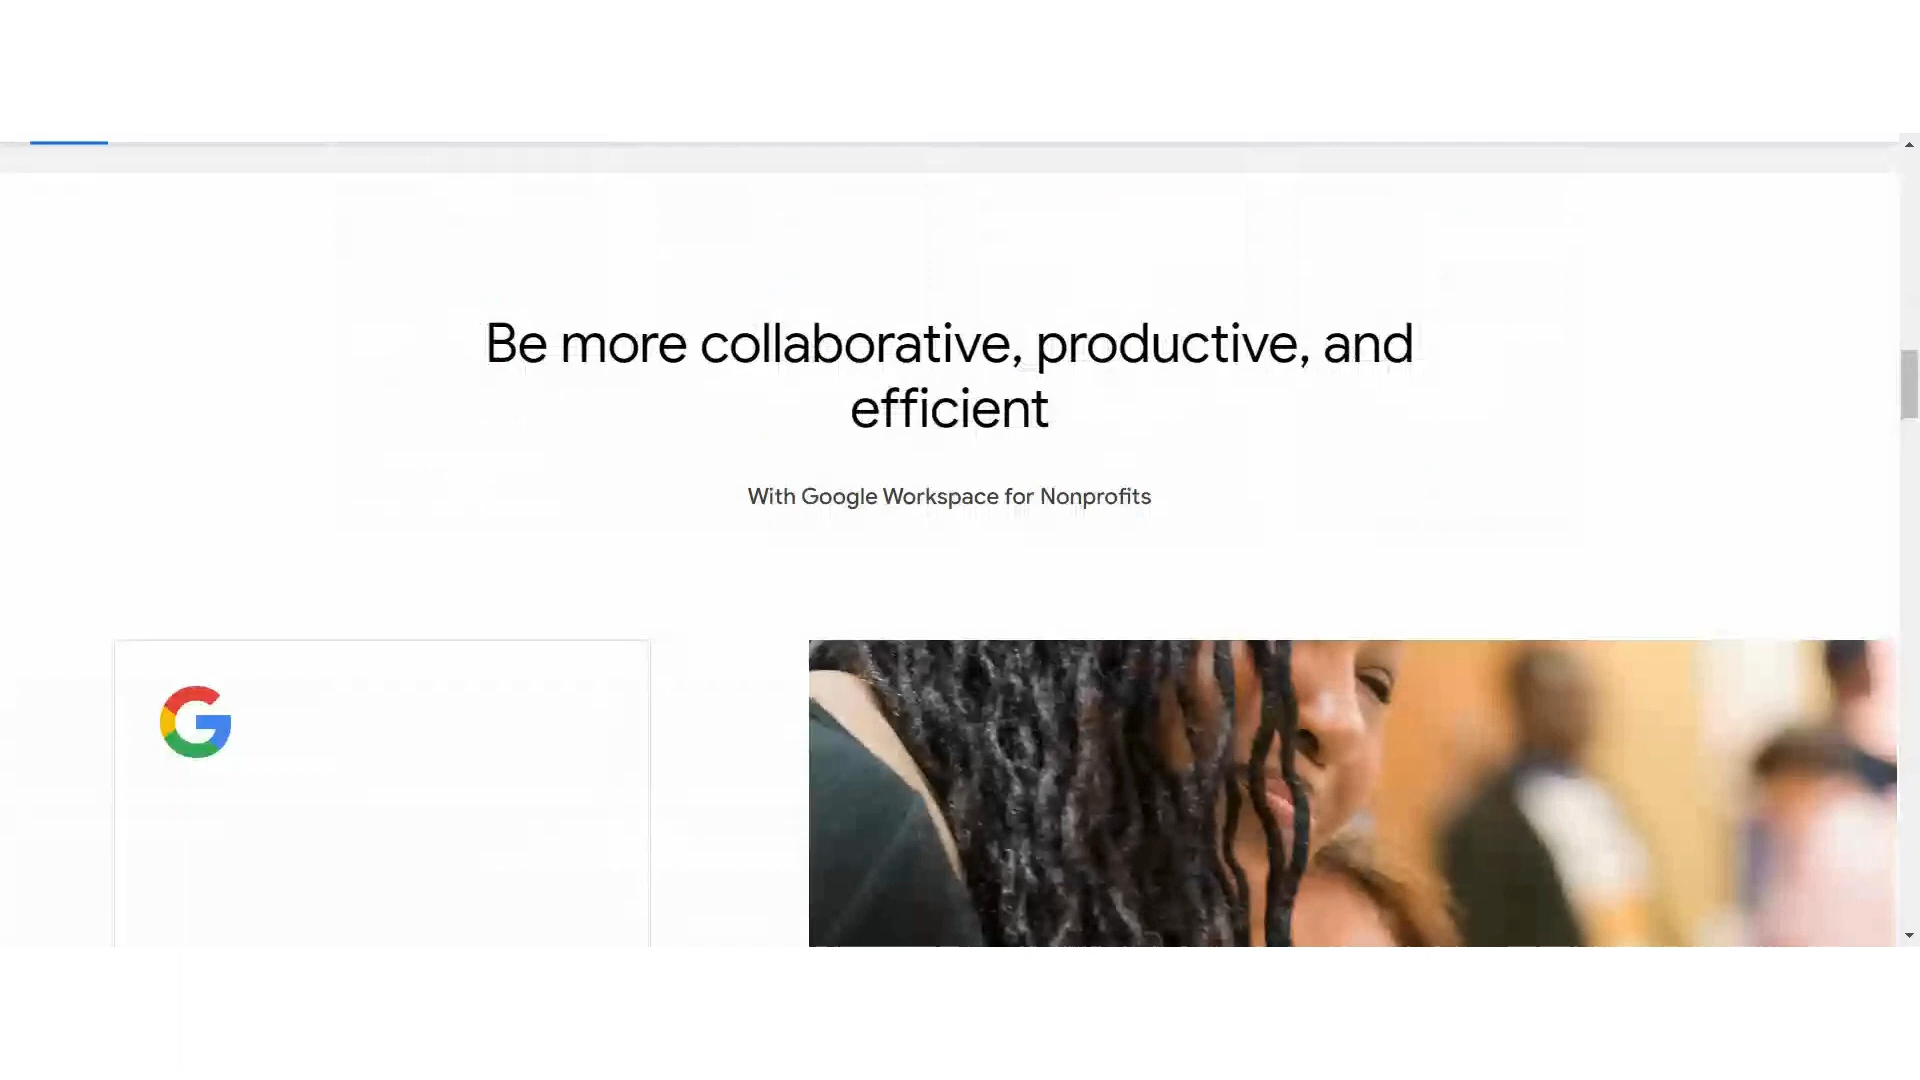 Be more collaborative, productive, and
efficient
With Google Workspace for Nonprofits